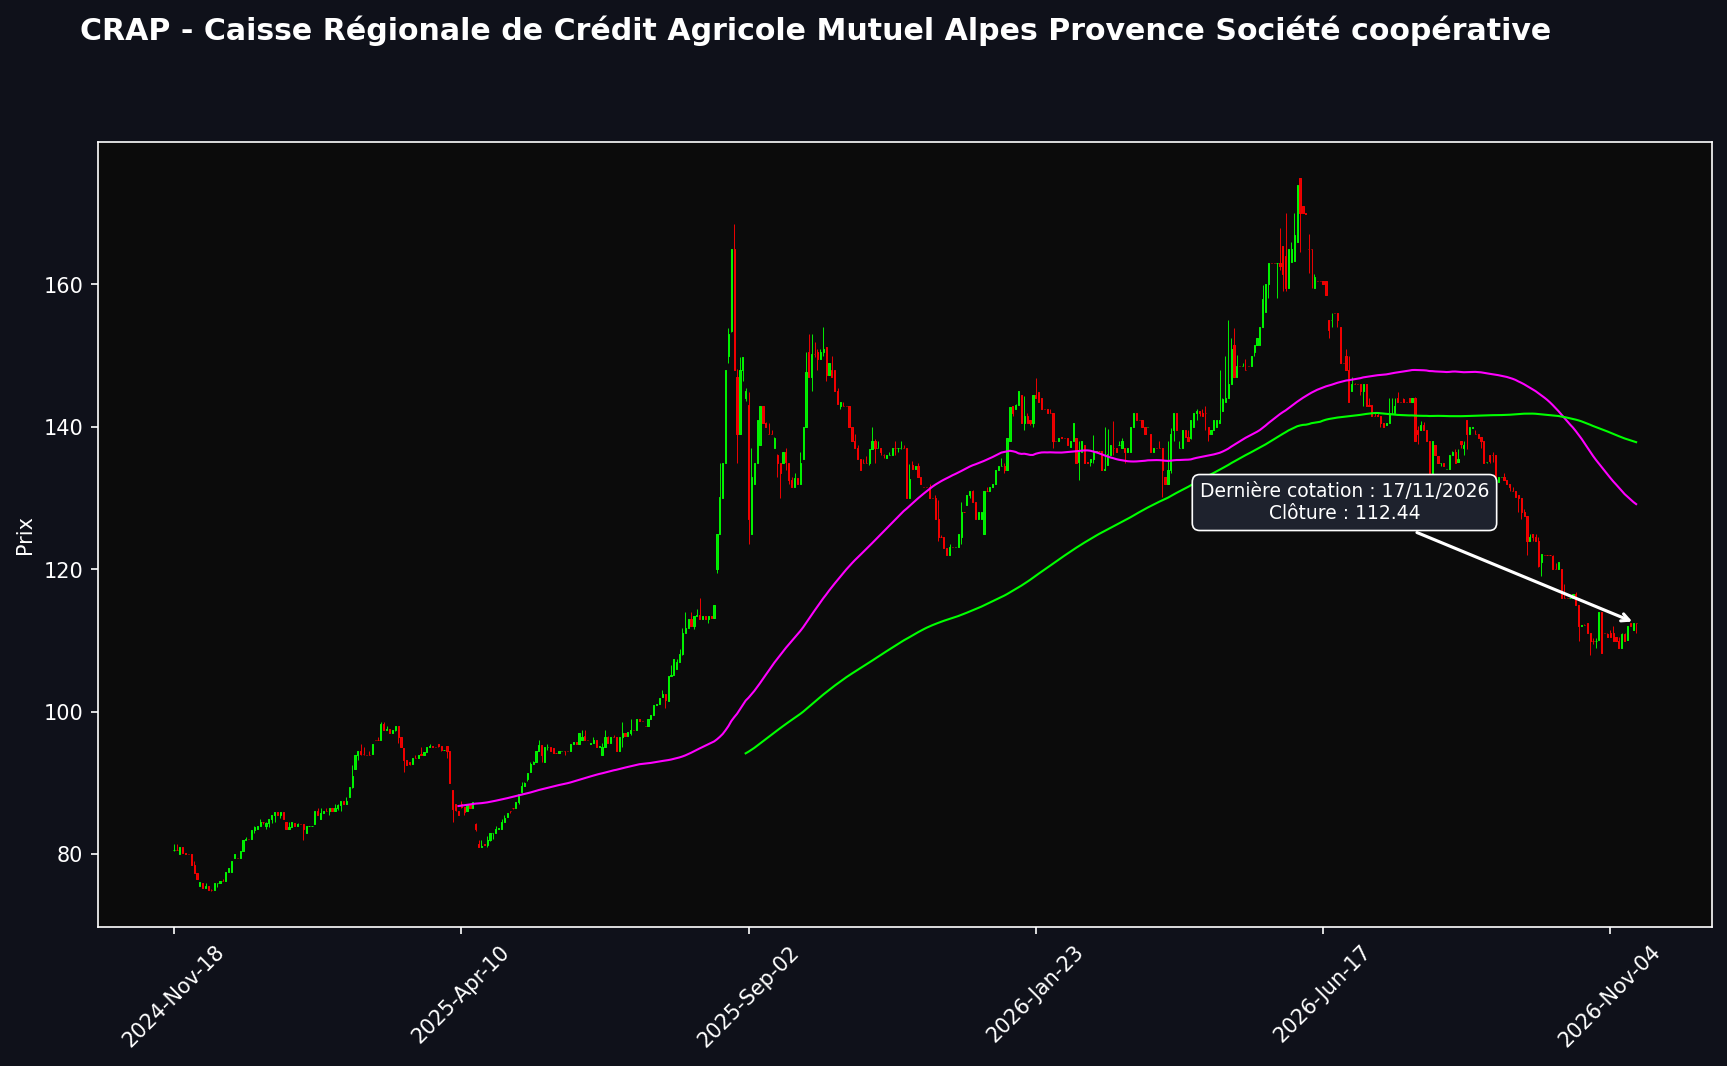 CRAP - Caisse Régionale de Crédit Agricole Mutuel Alpes Provence Société coopérative
160
140
120
100
80
Prix
Dernière cotation : 17/11/2026
Clôture : 112.44
2024-Nov-18
2025-Apr-10
2025-Sep-02
2026-Jan-23
2026-Jun-17
2026-Nov-04